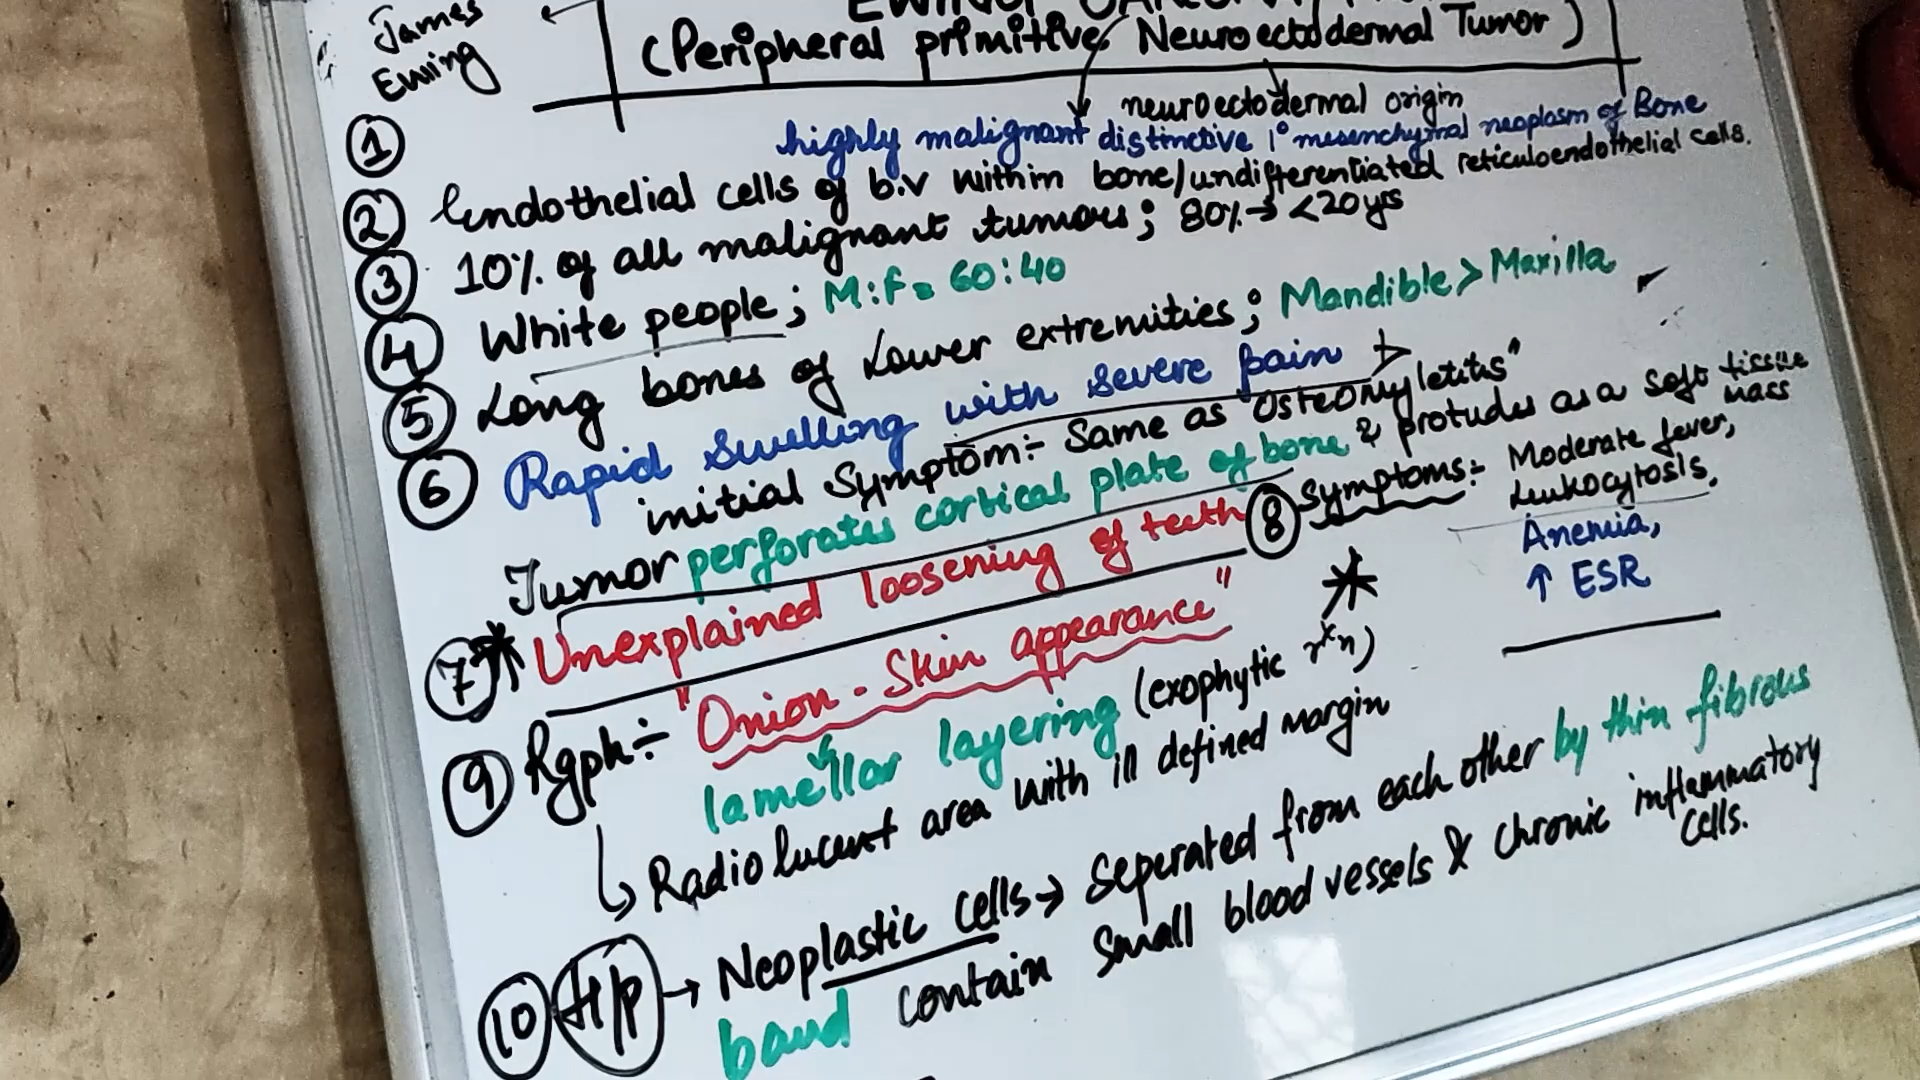 James
Ewing
(Peripheral primitive Neuroectodermal Tumor)
neuroectodermal origin
① highly malignant distinctive 1° mesenchymal neoplasm of Bone
② Endothelial cells of b.v within bone/undifferentiated reticuloendothelial cells.
③ 10% of all malignant tumors; 80% → <20yrs
④ White people; M:F = 60:40
⑤ Long bones of Lower extremities; Mandible > Maxilla
⑥ Rapid swelling with severe pain →
initial symptom:- Same as "Osteomyletitis"
Tumor perforates cortical plate of bone & protudes as a soft tissue mass
⑦ * Unexplained loosening of teeth
⑧ Symptoms:- Moderate fever,
Leukocytosis,
Anemia,
↑ ESR
⑨ Rgph:- "Onion-Skin appearance" *
lamellar layering (exophytic rxn)
↳ Radiolucent area with ill defined margin
⑩ H/P → Neoplastic cells → Seperated from each other by thin fibrous
band contain small blood vessels & chronic inflammatory
cells.